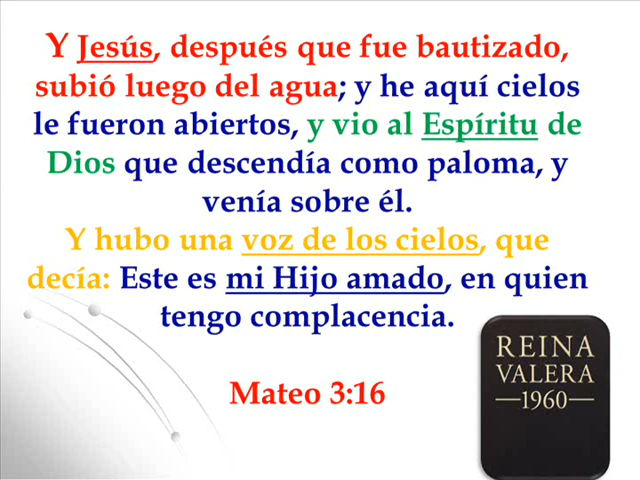 Y Jesús, después que fue bautizado,
subió luego del agua; y he aquí cielos
le fueron abiertos, y vio al Espíritu de
Dios que descendía como paloma, y
venía sobre él.
Y hubo una voz de los cielos, que
decía: Este es mi Hijo amado, en quien
tengo complacencia.
Mateo 3:16
REINA
VALERA
—1960—